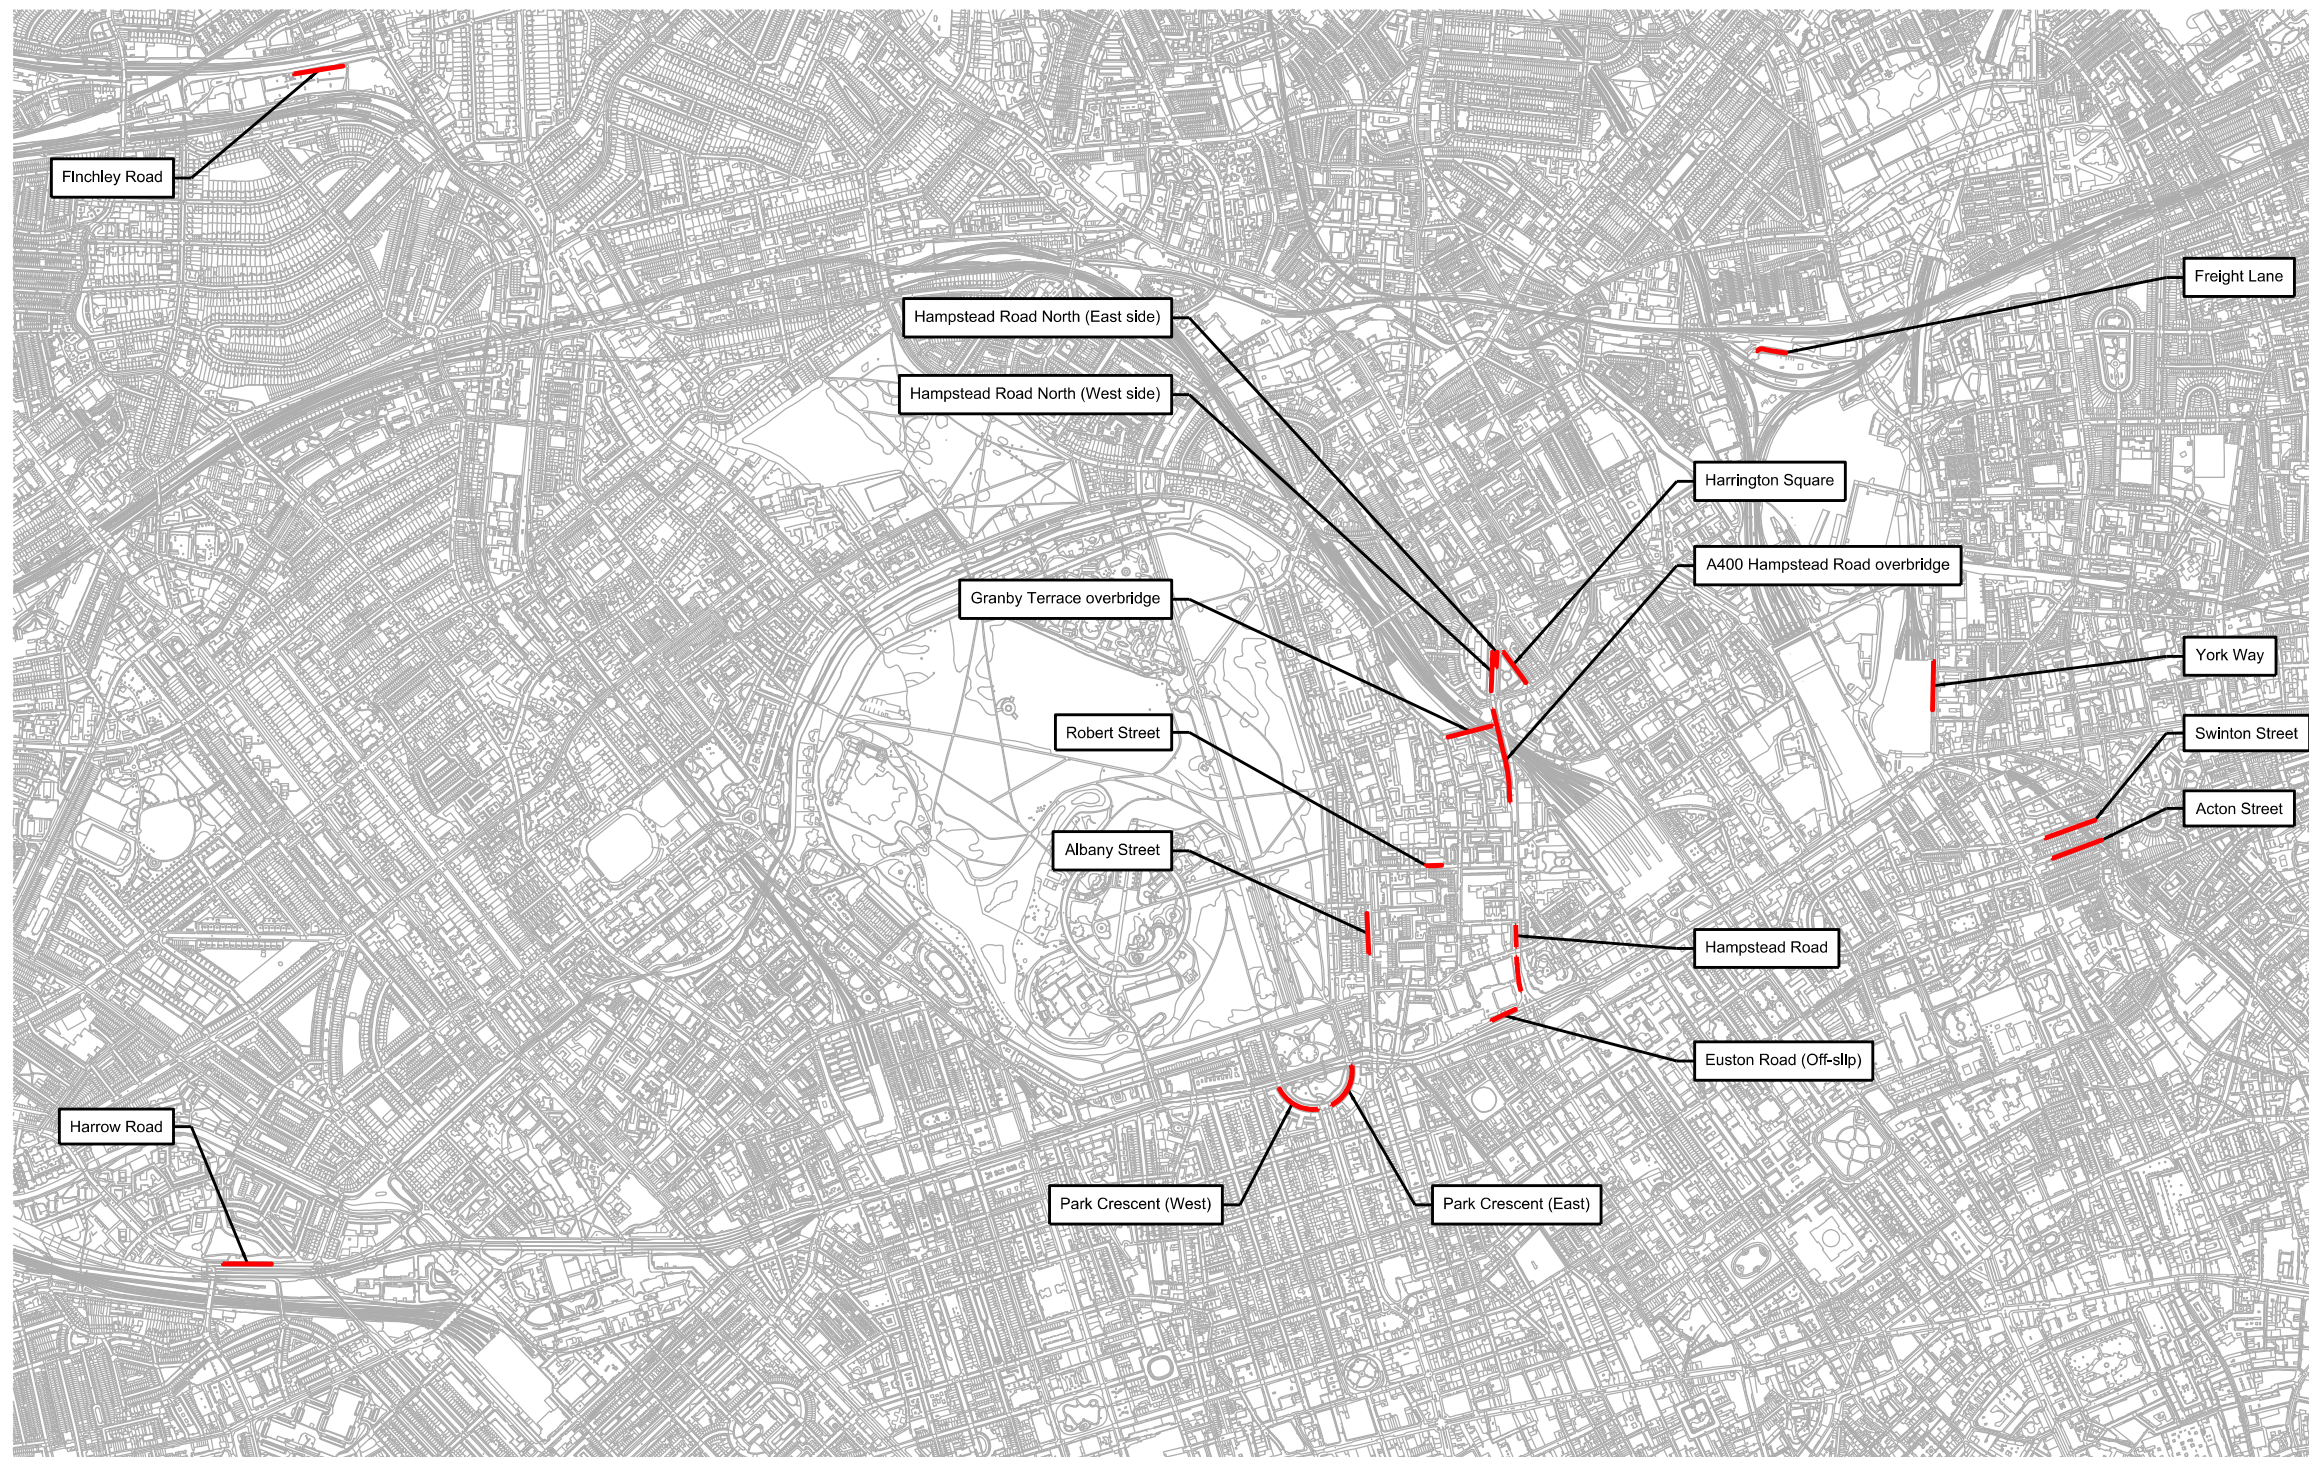 FInchley Road
Freight Lane
Hampstead Road North (East side)
Hampstead Road North (West side)
Harrington Square
A400 Hampstead Road overbridge
Granby Terrace overbridge
York Way
Robert Street
Swinton Street
Acton Street
Albany Street
Hampstead Road
Euston Road (Off-slIp)
Harrow Road
Park Crescent (West)
Park Crescent (East)